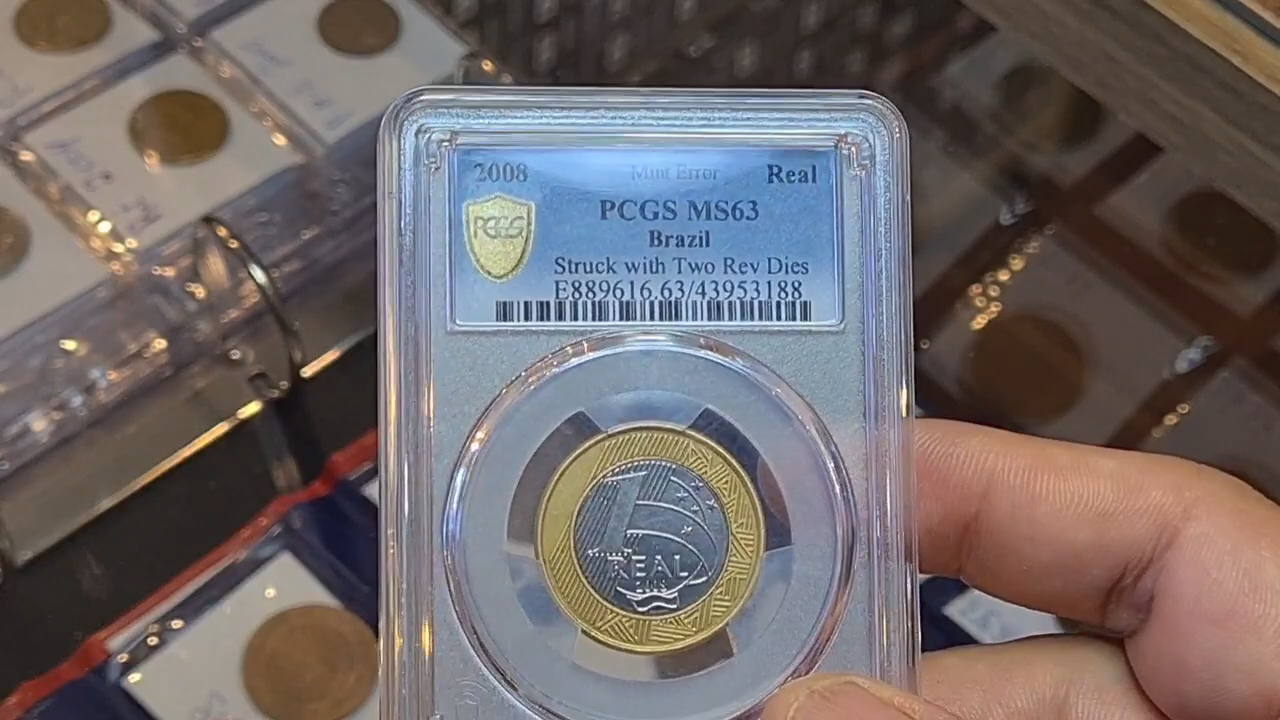 2008 Mint Error Real
PCGS
PCGS MS63
Brazil
Struck with Two Rev Dies
E889616.63/43953188
1
REAL
2008